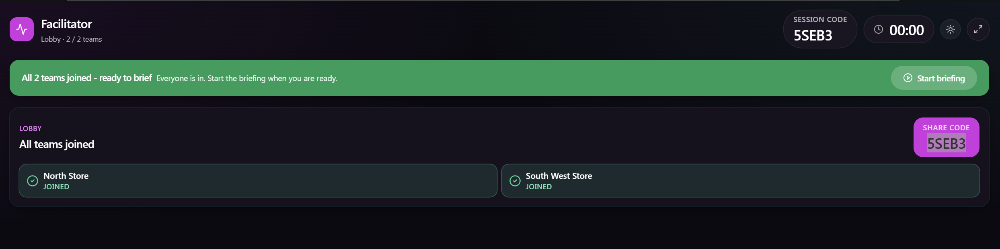 Facilitator
Lobby · 2 / 2 teams
SESSION CODE
5SEB3
00:00
All 2 teams joined - ready to brief Everyone is in. Start the briefing when you are ready.
Start briefing
LOBBY
All teams joined
SHARE CODE
5SEB3
North Store
JOINED
South West Store
JOINED